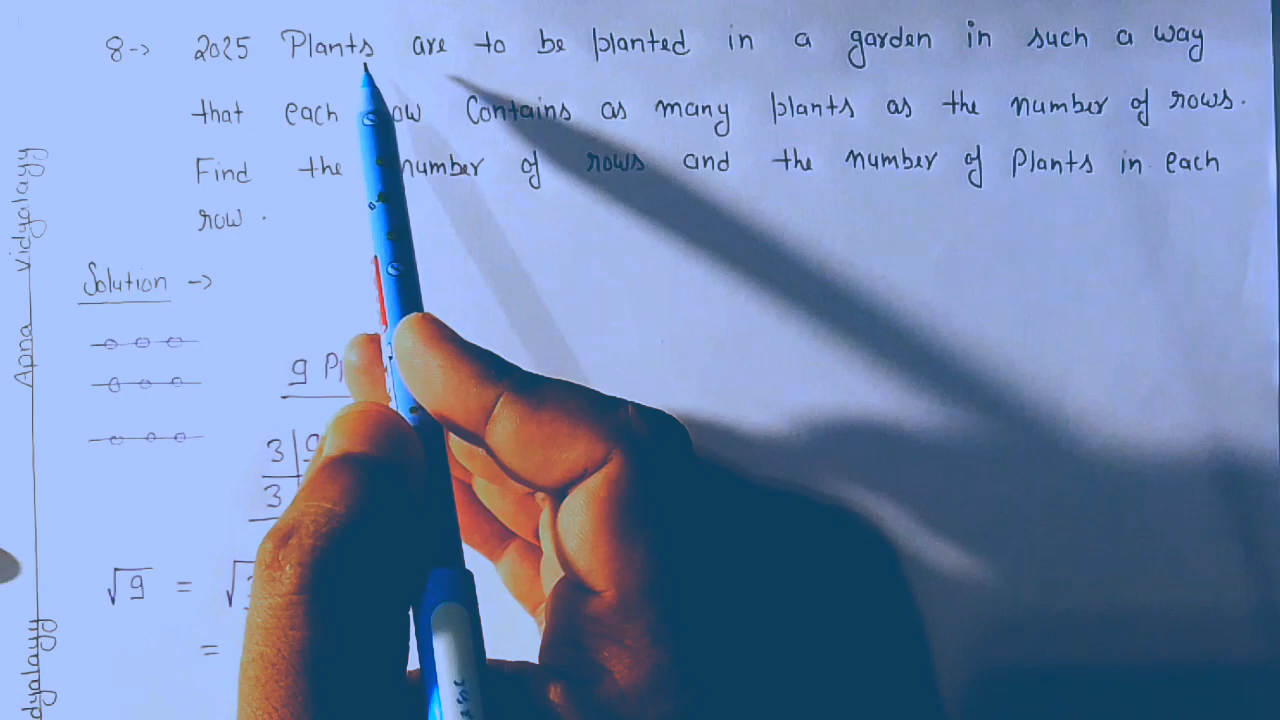 8-> 2025 Plants are to be planted in a garden in such a way
that each row Contains as many plants as the number of rows.
Find the number of rows and the number of Plants in each
row.
Solution ->
9
3
3
√9 = √
=
Apna Vidyalayy